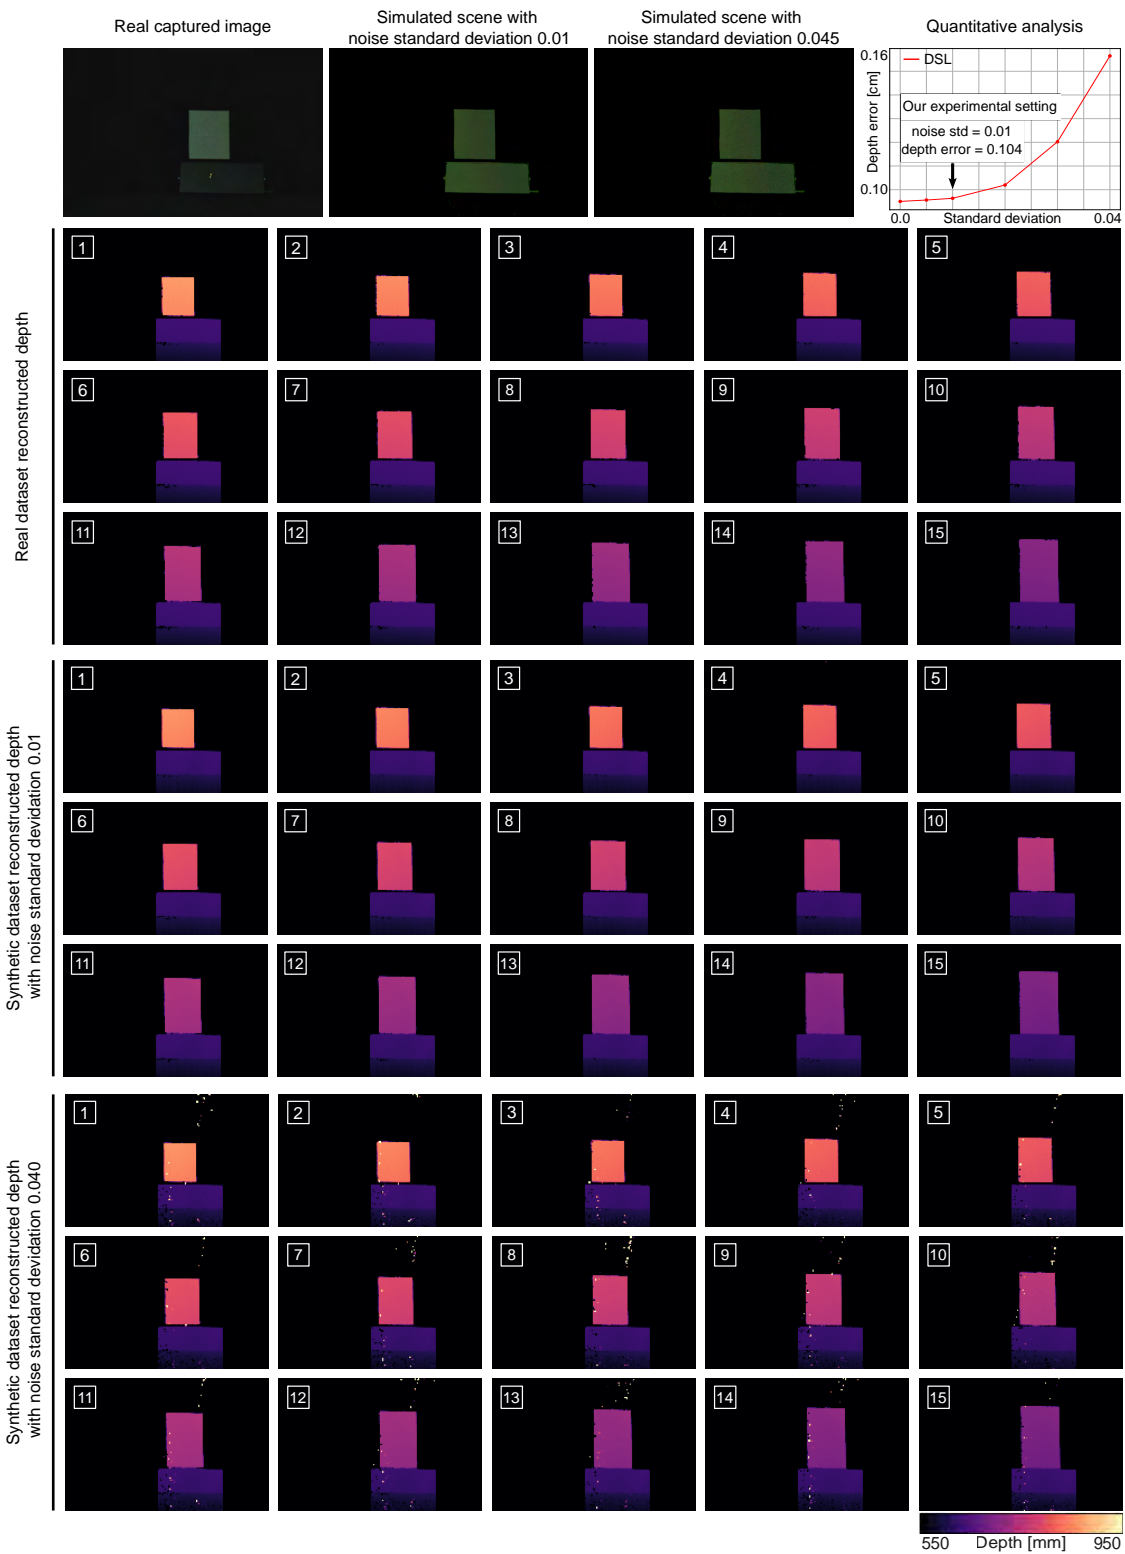 Real captured image
Simulated scene with
noise standard deviation 0.01
Simulated scene with
noise standard deviation 0.045
Quantitative analysis
0.16
DSL
Depth error [cm]
Our experimental setting
noise std = 0.01
depth error = 0.104
0.10
0.0
Standard deviation
0.04
Real dataset reconstructed depth
1
2
3
4
5
6
7
8
9
10
11
12
13
14
15
Synthetic dataset reconstructed depth
with noise standard devidation 0.01
1
2
3
4
5
6
7
8
9
10
11
12
13
14
15
Synthetic dataset reconstructed depth
with noise standard devidation 0.040
1
2
3
4
5
6
7
8
9
10
11
12
13
14
15
550
Depth [mm]
950